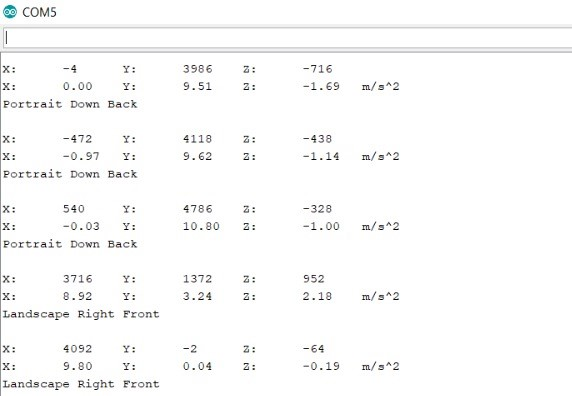 COM5
X: -4 Y: 3986 Z: -716
X: 0.00 Y: 9.51 Z: -1.69 m/s^2
Portrait Down Back
X: -472 Y: 4118 Z: -438
X: -0.97 Y: 9.62 Z: -1.14 m/s^2
Portrait Down Back
X: 540 Y: 4786 Z: -328
X: -0.03 Y: 10.80 Z: -1.00 m/s^2
Portrait Down Back
X: 3716 Y: 1372 Z: 952
X: 8.92 Y: 3.24 Z: 2.18 m/s^2
Landscape Right Front
X: 4092 Y: -2 Z: -64
X: 9.80 Y: 0.04 Z: -0.19 m/s^2
Landscape Right Front